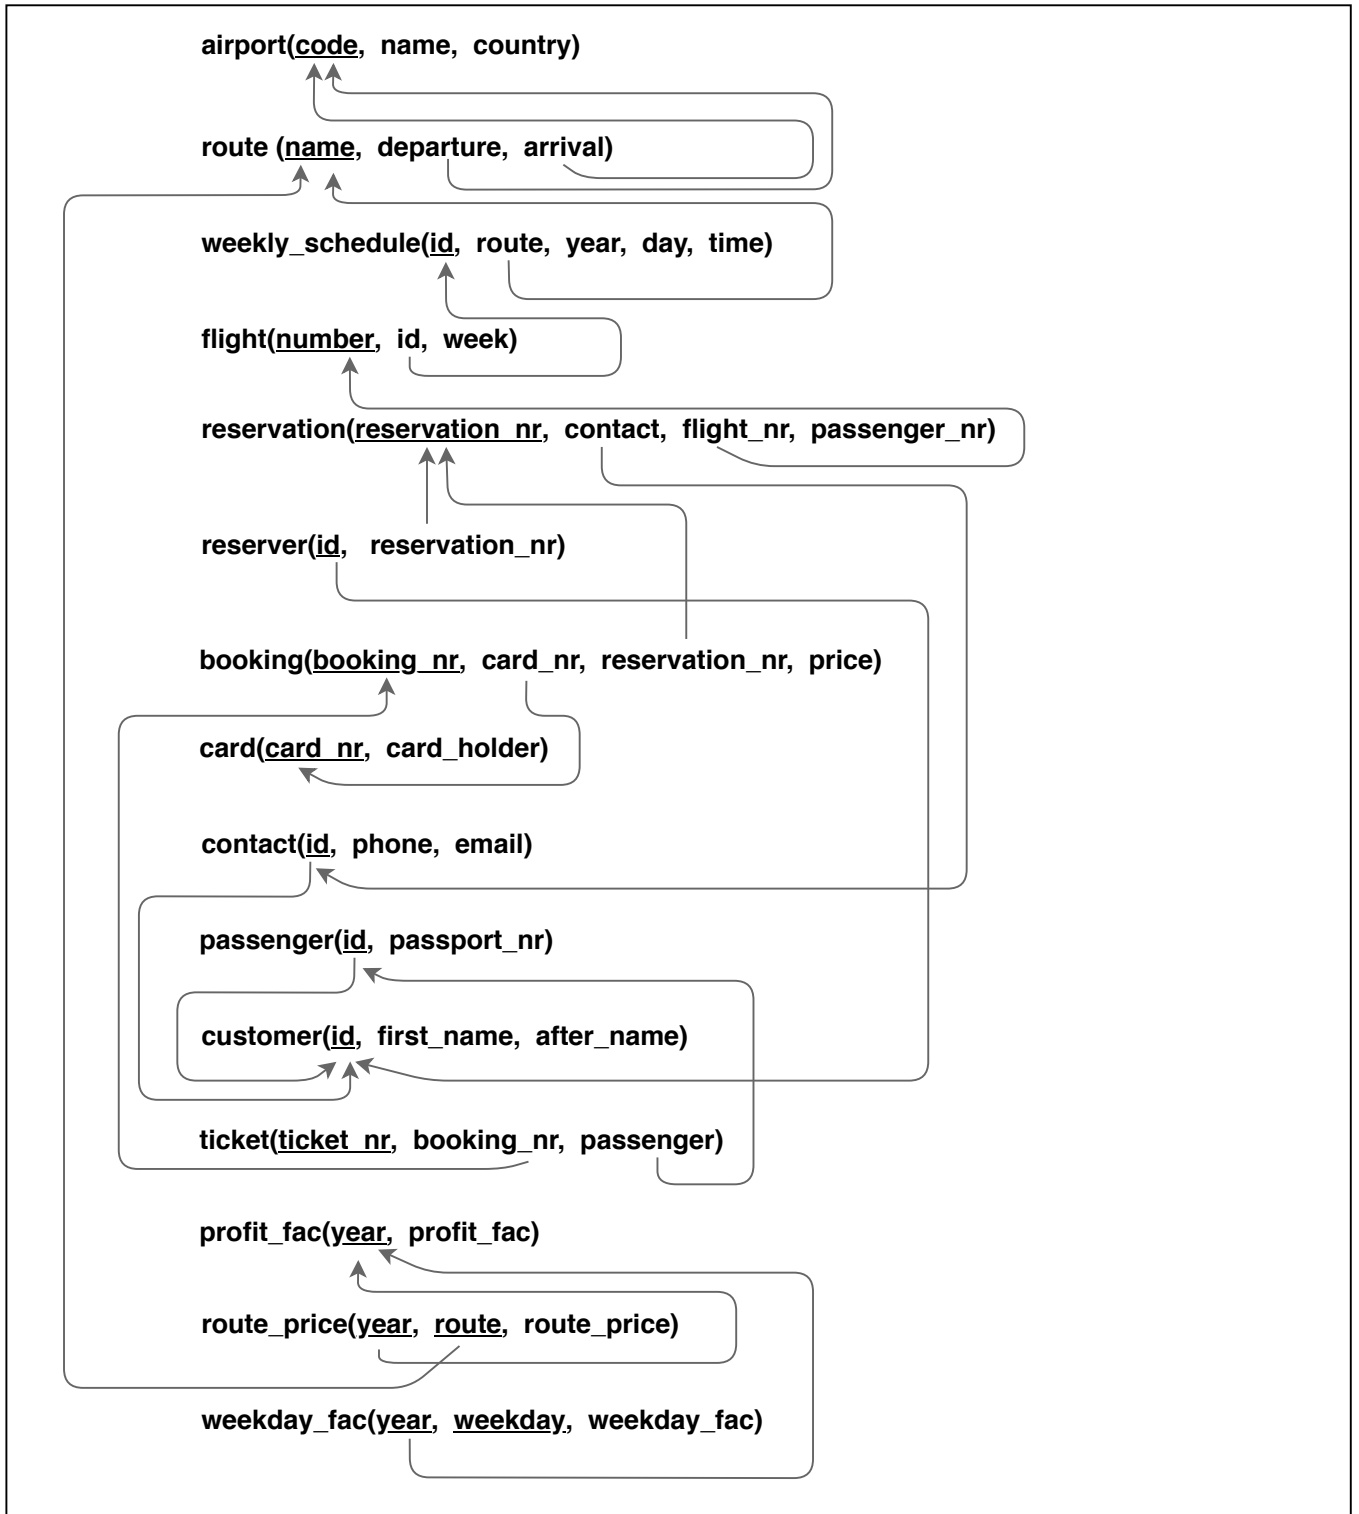 airport(code, name, country)
route (name, departure, arrival)
weekly_schedule(id, route, year, day, time)
flight(number, id, week)
reservation(reservation_nr, contact, flight_nr, passenger_nr)
reserver(id, reservation_nr)
booking(booking_nr, card_nr, reservation_nr, price)
card(card_nr, card_holder)
contact(id, phone, email)
passenger(id, passport_nr)
customer(id, first_name, after_name)
ticket(ticket_nr, booking_nr, passenger)
profit_fac(year, profit_fac)
route_price(year, route, route_price)
weekday_fac(year, weekday, weekday_fac)